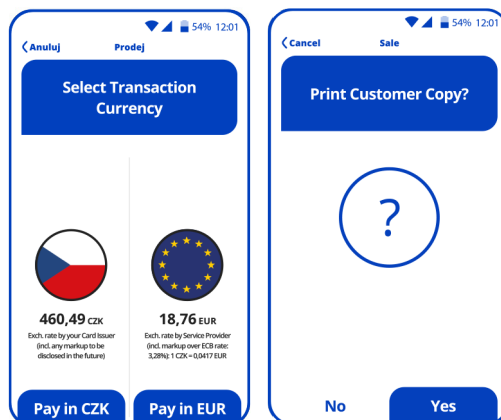 54% 12:01
Anuluj Prodej
Select Transaction
Currency
460,49 CZK
Exch. rate by your Card Issuer
(incl. any markup to be
disclosed in the future)
Pay in CZK
18,76 EUR
Exch. rate by Service Provider
(incl. markup over ECB rate:
3,28%): 1 CZK = 0,0417 EUR
Pay in EUR
54% 12:01
Cancel Sale
Print Customer Copy?
?
No Yes